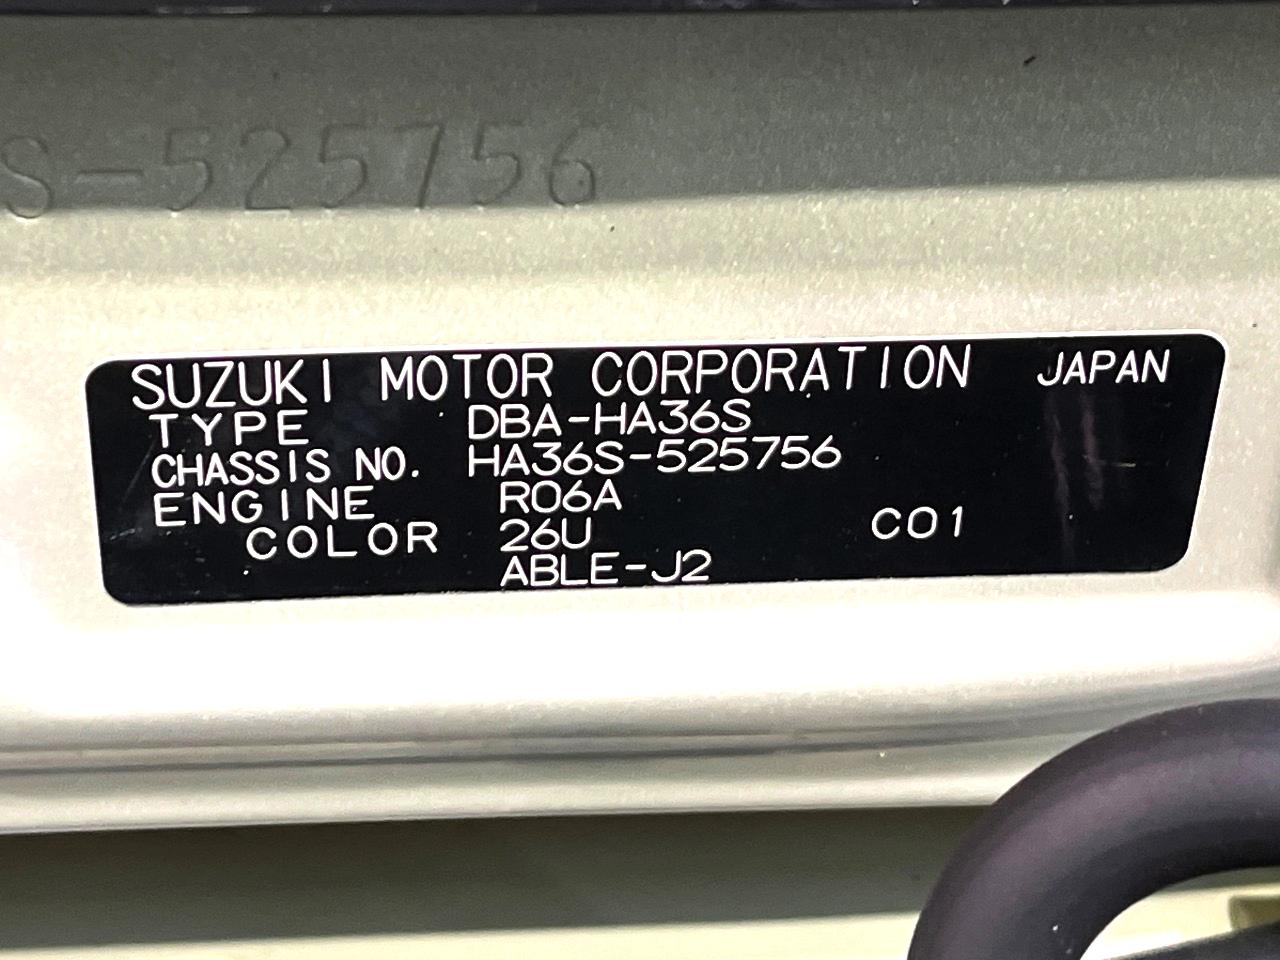 S-525756
SUZUKI MOTOR CORPORATION JAPAN
TYPE DBA-HA36S
CHASSIS NO. HA36S-525756
ENGINE R06A
COLOR 26U C01
ABLE-J2